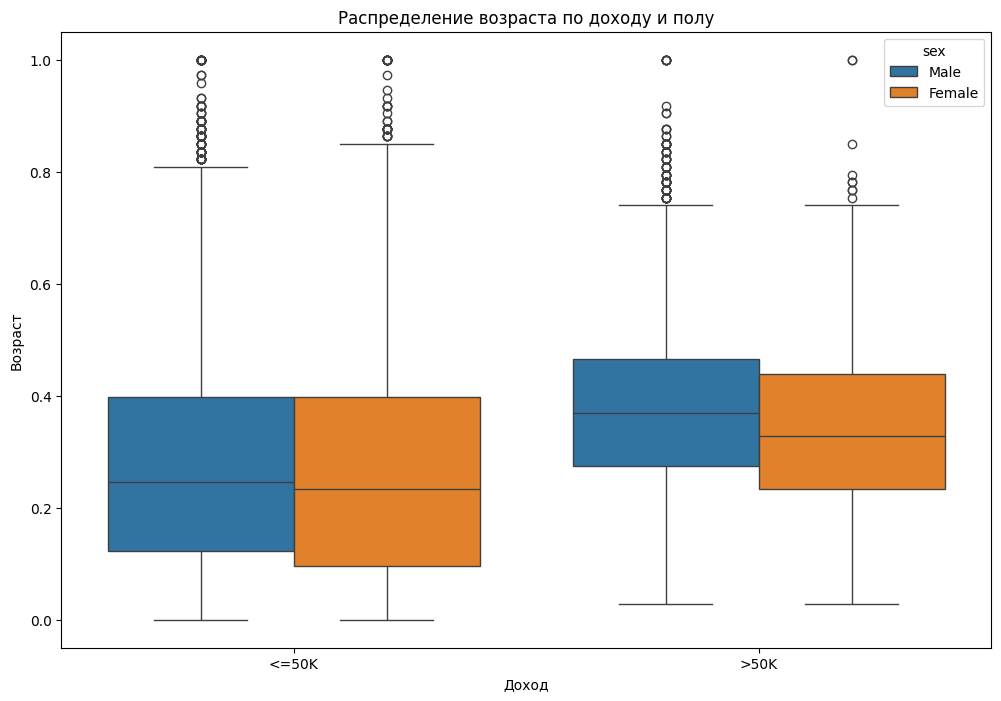 Распределение возраста по доходу и полу
sex
Male
Female
Возраст
1.0
0.8
0.6
0.4
0.2
0.0
<=50K
>50K
Доход